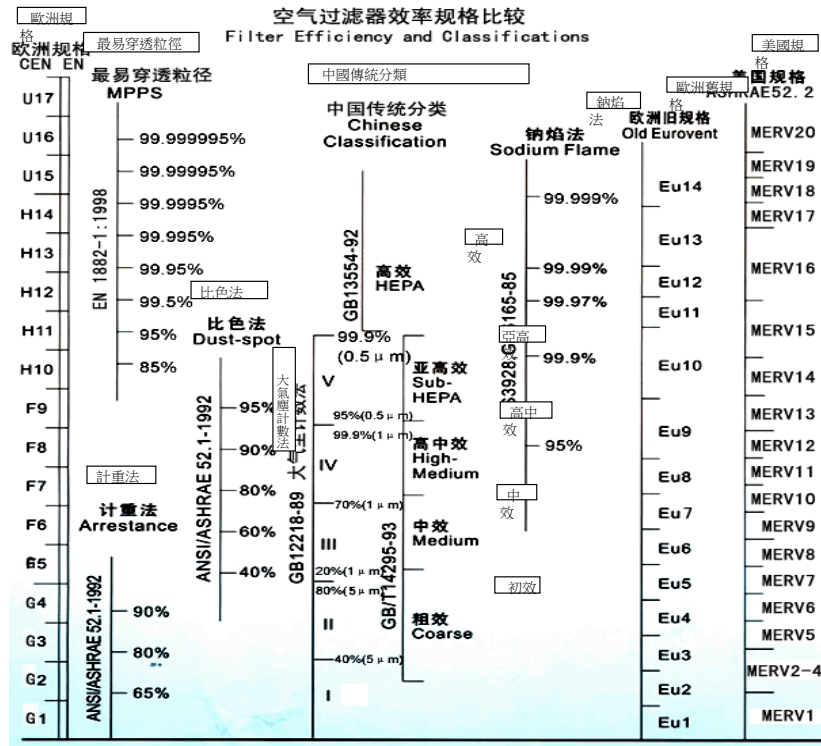 空气过滤器效率规格比较
Filter Efficiency and Classifications
歐洲規
格
欧洲规格
CEN EN
U17
U16
U15
H14
H13
H12
H11
H10
F9
F8
F7
F6
G4
G3
G2
G1
最易穿透粒徑
最易穿透粒径
MPPS
EN 1882-1:1998
99.999995%
99.99995%
99.9995%
99.995%
99.95%
99.5%
95%
85%
計重法
计重法
Arrestance
ANSI/ASHRAE 52.1-1992
90%
80%
65%
比色法
比色法
Dust-spot
ANSI/ASHRAE 52.1-1992
95%
90%
80%
60%
40%
中國傳統分類
中国传统分类
Chinese
Classification
GB13554-92
高效
HEPA
大氣塵計數法
GB12218-89
99.9%
(0.5μm)
V
95%(0.5μm)
99.9%(1μm)
IV
70%(1μm)
III
20%(1μm)
80%(5μm)
II
40%(5μm)
I
GB/T14295-93
亚高效
Sub-
HEPA
高中效
High-
Medium
中效
Medium
粗效
Coarse
高
效
亞高
高中
效
中
效
初效
鈉焰
法
钠焰法
Sodium Flame
99.999%
99.99%
99.97%
99.9%
95%
歐洲舊規
格
欧洲旧规格
Old Eurovent
Eu14
Eu13
Eu12
Eu11
Eu10
Eu9
Eu8
Eu7
Eu6
Eu5
Eu4
Eu3
Eu2
Eu1
美國規
格
美国规格
ASHRAE52.2
MERV20
MERV19
MERV18
MERV17
MERV16
MERV15
MERV14
MERV13
MERV12
MERV11
MERV10
MERV9
MERV8
MERV7
MERV6
MERV5
MERV2-4
MERV1